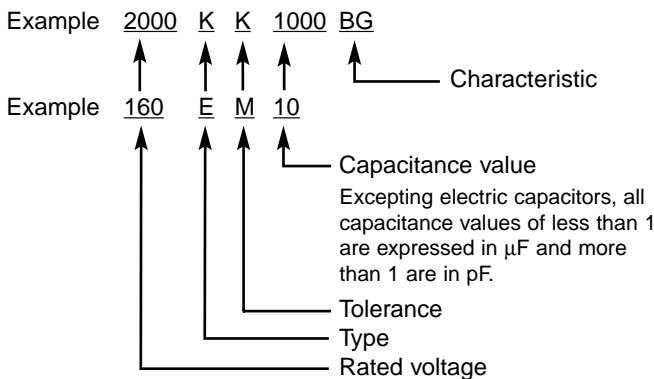 Example 2000 K K 1000 BG
Characteristic
Example 160 E M 10
Capacitance value
Excepting electric capacitors, all
capacitance values of less than 1
are expressed in μF and more
than 1 are in pF.
Tolerance
Type
Rated voltage